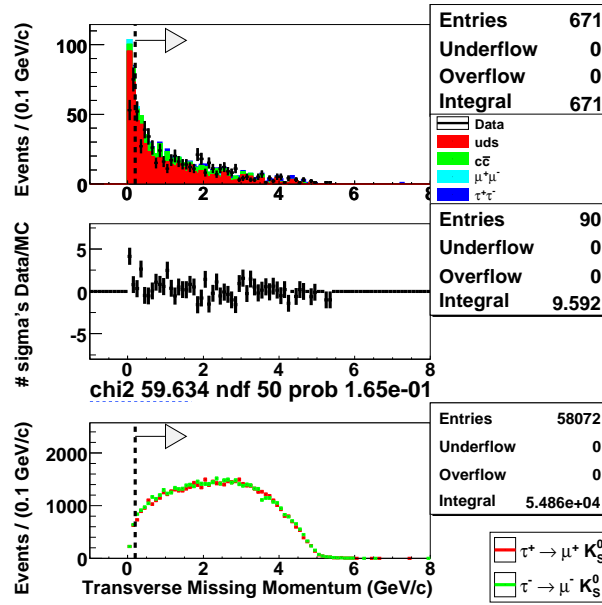 Events / (0.1 GeV/c)
100
50
0
0 2 4 6 8
Entries 671
Underflow 0
Overflow 0
Integral 671
Data
uds
cc̄
μ⁺μ⁻
τ⁺τ⁻
# sigma's Data/MC
5
0
-5
0 2 4 6 8
Entries 90
Underflow 0
Overflow 0
Integral 9.592
chi2 59.634 ndf 50 prob 1.65e-01
Events / (0.1 GeV/c)
2000
1000
0
0 2 4 6 8
Transverse Missing Momentum (GeV/c)
Entries 58072
Underflow 0
Overflow 0
Integral 5.486e+04
τ⁺ → μ⁺ K⁰_S
τ⁻ → μ⁻ K⁰_S